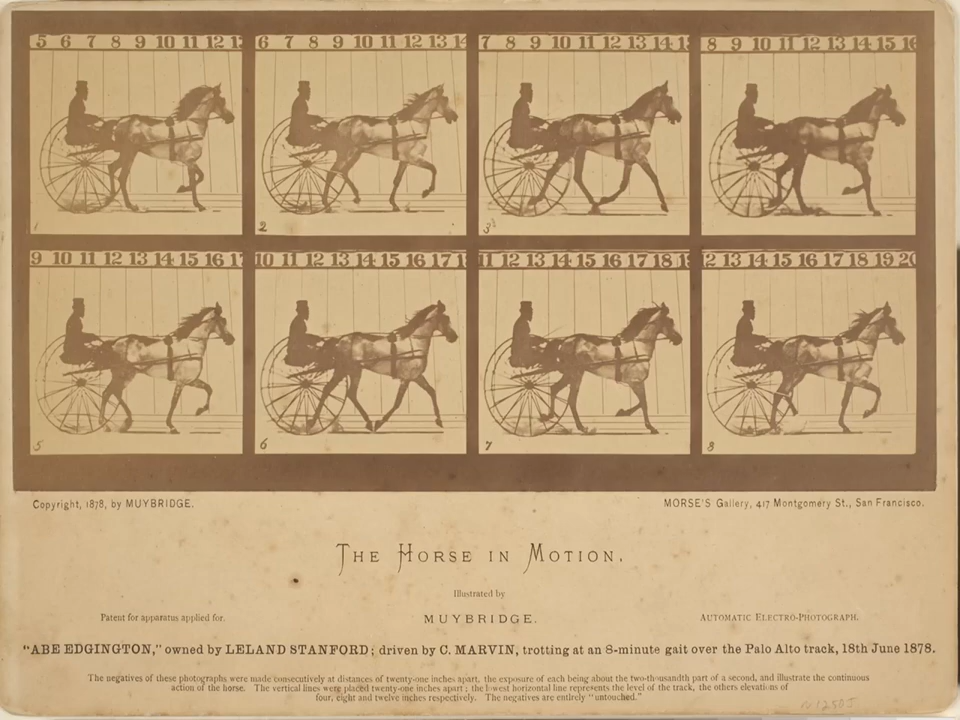 5 6 7 8 9 10 11 12 13
6 7 8 9 10 11 12 13 14
7 8 9 10 11 12 13 14 1
8 9 10 11 12 13 14 15 16
1
2
3
9 10 11 12 13 14 15 16 17
10 11 12 13 14 15 16 17 1
11 12 13 14 15 16 17 18 1
12 13 14 15 16 17 18 19 20
5
6
7
8
Copyright, 1878, by MUYBRIDGE.
MORSE'S Gallery, 417 Montgomery St., San Francisco.
THE HORSE IN MOTION.
Illustrated by
Patent for apparatus applied for.
MUYBRIDGE.
AUTOMATIC ELECTRO-PHOTOGRAPH.
"ABE EDGINGTON," owned by LELAND STANFORD; driven by C. MARVIN, trotting at an 8-minute gait over the Palo Alto track, 18th June 1878.
The negatives of these photographs were made consecutively at distances of twenty-one inches apart, the exposure of each being about the two-thousandth part of a second, and illustrate the continuous
action of the horse. The vertical lines were placed twenty-one inches apart; the lowest horizontal line represents the level of the track, the others elevations of
four, eight and twelve inches respectively. The negatives are entirely "untouched."